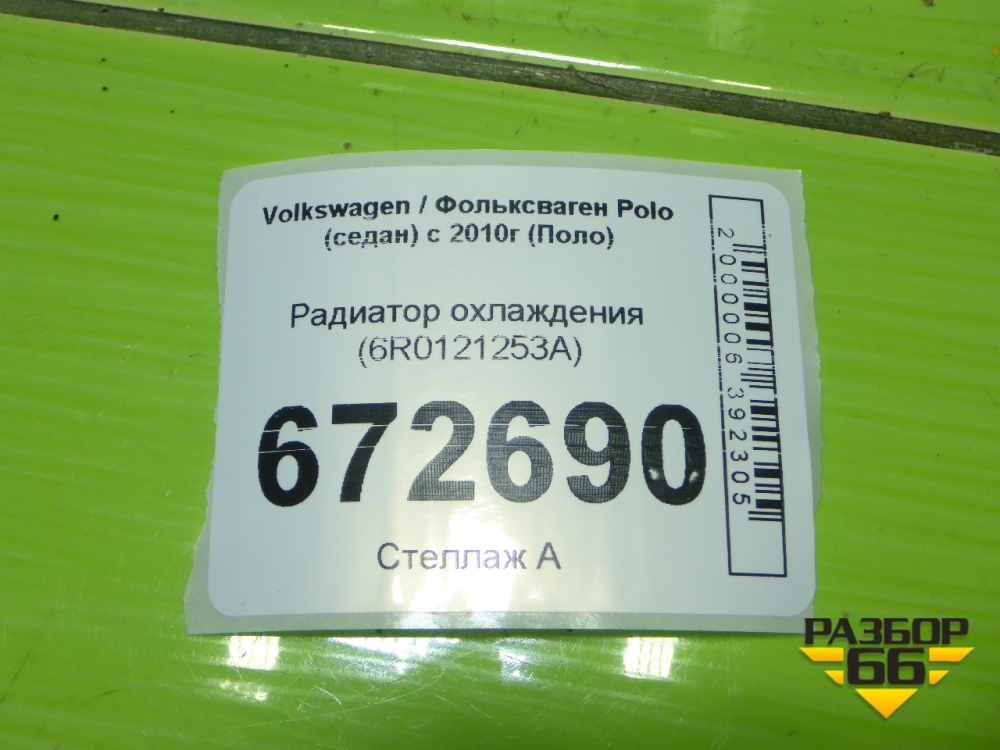 Volkswagen / Фольксваген Polo
(седан) с 2010г (Поло)
Радиатор охлаждения
(6R0121253A)
672690
Стеллаж А
2000006392305
РАЗБОР
66